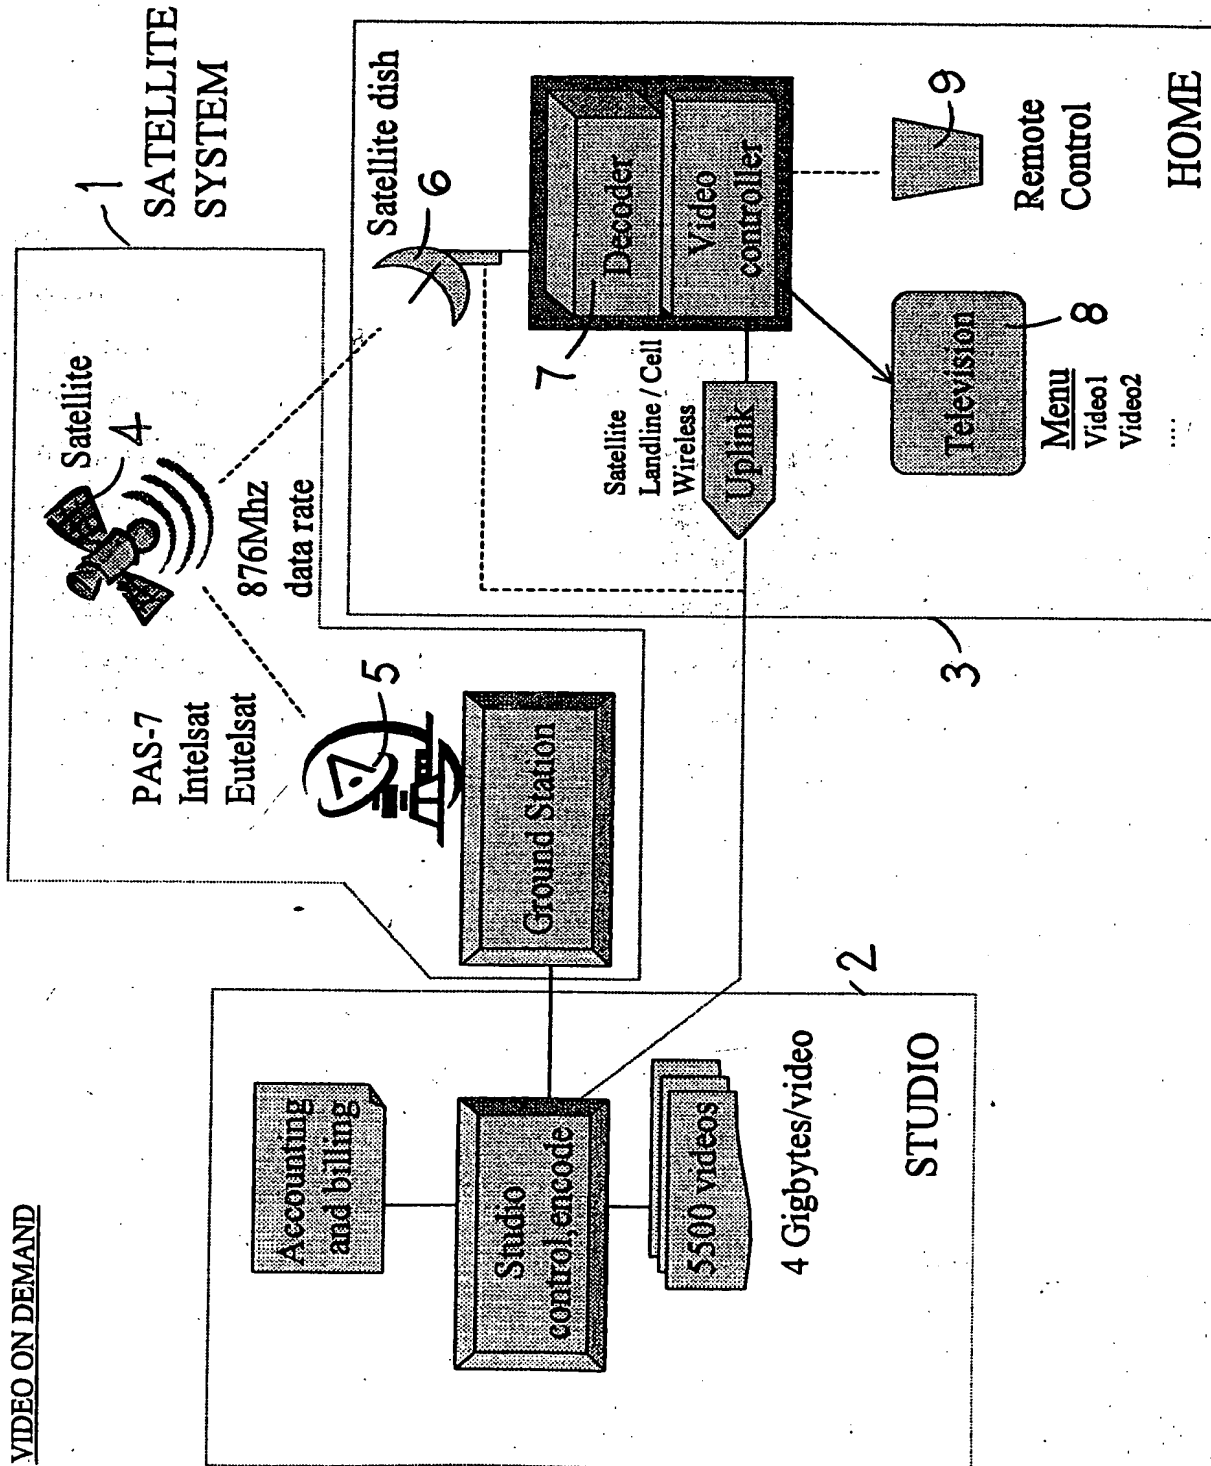 VIDEO ON DEMAND
1
SATELLITE
SYSTEM
Satellite
4
PAS-7
Intelsat
Eutelsat
876Mhz
data rate
5
Ground Station
Accounting
and billing
Studio
control,encode
5500 videos
4 Gigbytes/video
STUDIO
2
Satellite dish
6
7
Decoder
Video
controller
Satellite
Landline / Cell
Wireless
Uplink
Television
8
Menu
Video1
Video2
....
9
Remote
Control
HOME
3